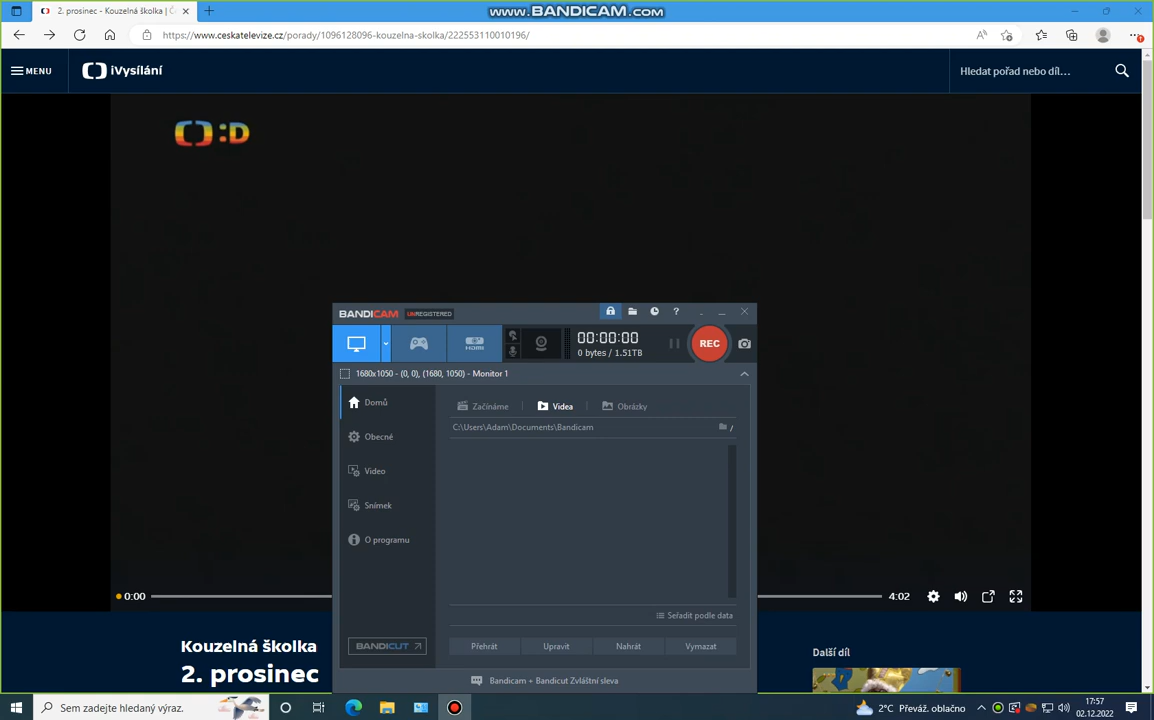 2. prosinec - Kouzelná školka | Č
www.BANDICAM.com
https://www.ceskatelevize.cz/porady/1096128096-kouzelna-skolka/222553110010196/
MENU
iVysílání
Hledat pořad nebo díl...
:D
BANDICAM
UNREGISTERED
HDMI
00:00:00
0 bytes / 1.51TB
REC
1680x1050 - (0, 0), (1680, 1050) - Monitor 1
Domů
Obecné
Video
Snímek
O programu
BANDICUT
Začínáme
Videa
Obrázky
C:\Users\Adam\Documents\Bandicam
/
Seřadit podle data
Přehrát
Upravit
Nahrát
Vymazat
Bandicam + Bandicut Zvláštní sleva
0:00
4:02
Kouzelná školka
2. prosinec
Další díl
Sem zadejte hledaný výraz.
2°C Převáž. oblačno
17:57
02.12.2022